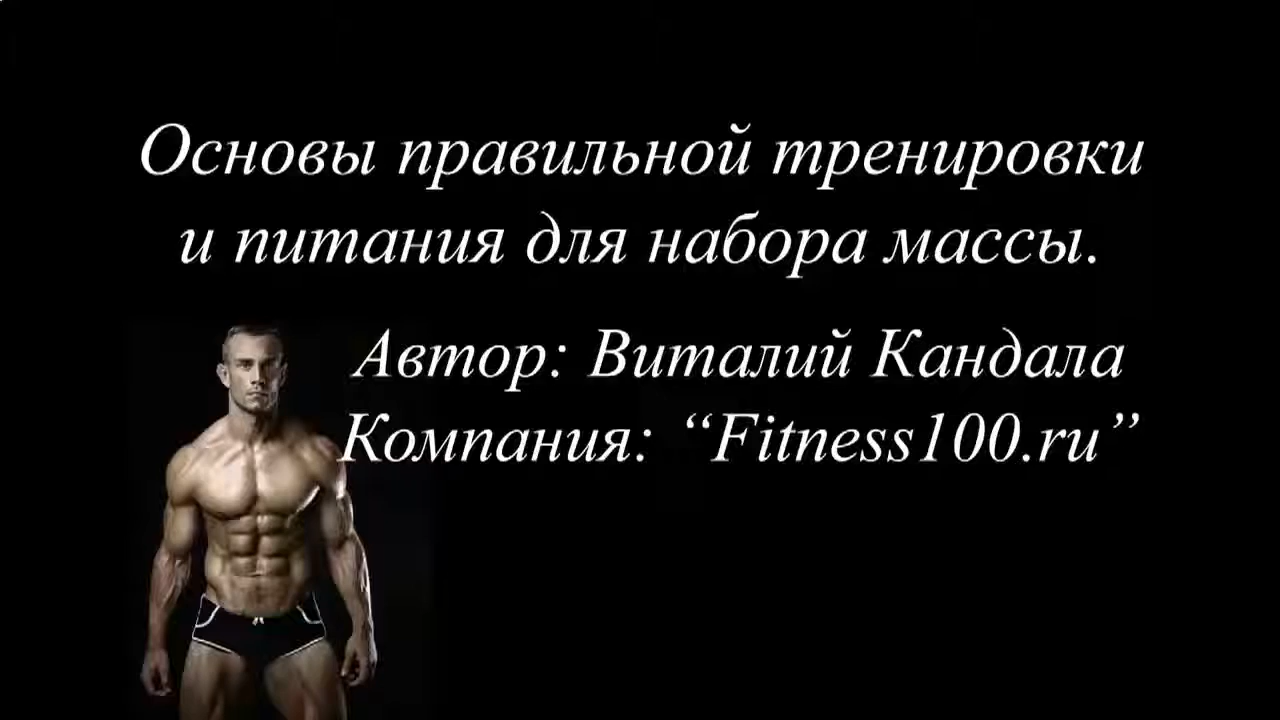 Основы правильной тренировки
и питания для набора массы.
Автор: Виталий Кандала
Компания: “Fitness100.ru”